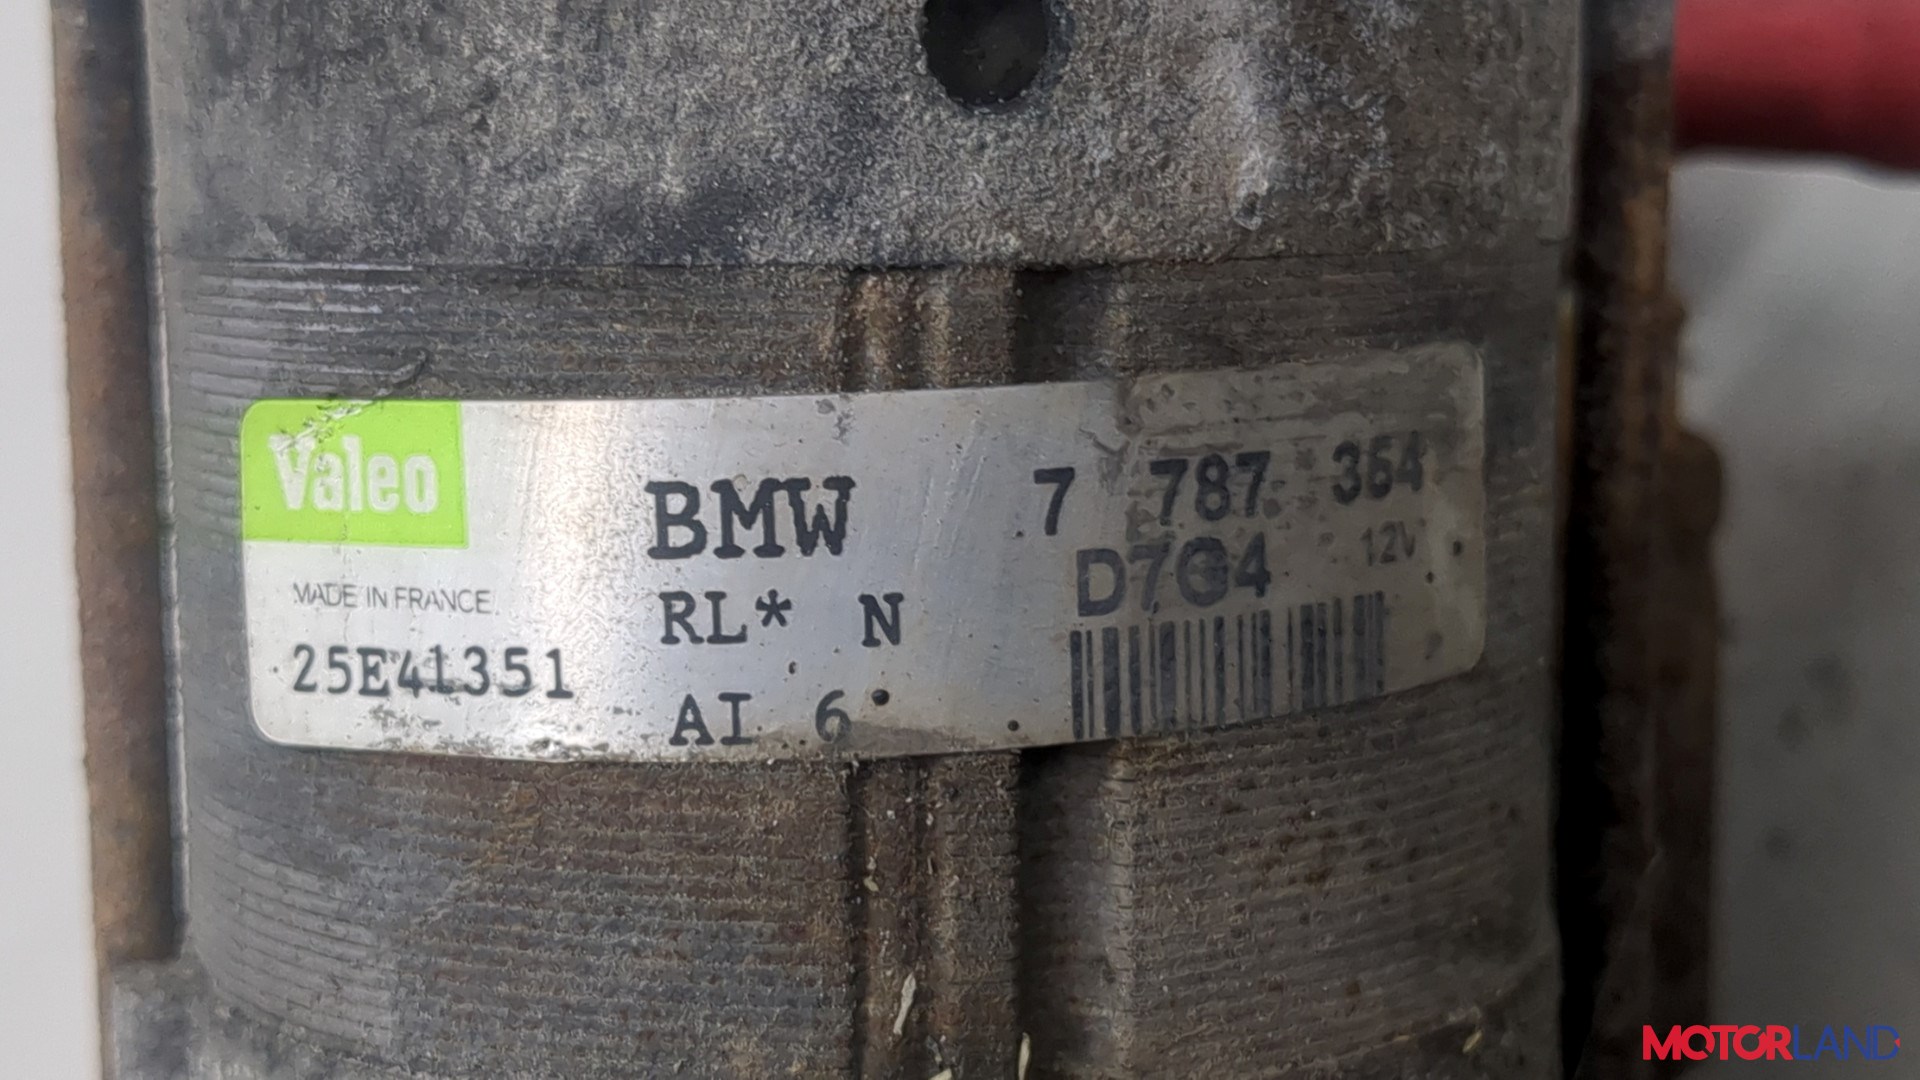 Valeo
BMW 7 787 354
D7G4 12V
MADE IN FRANCE
RL* N
25E41351
AI 6
MOTORLAND